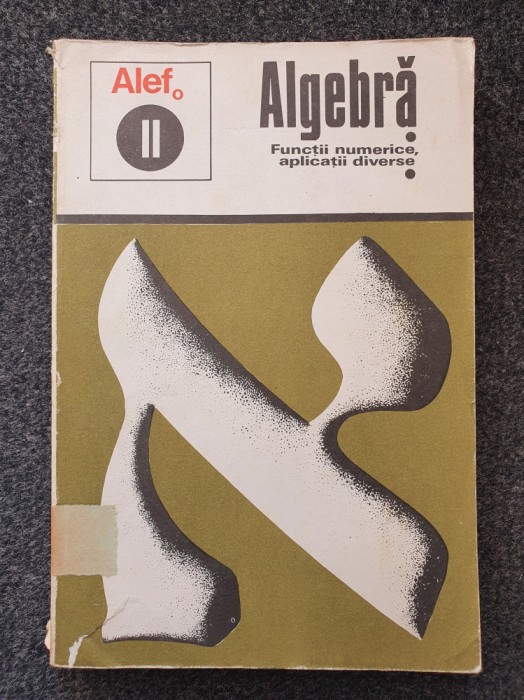 Alef₀
II
Algebră
Funcții numerice,
aplicații diverse
א